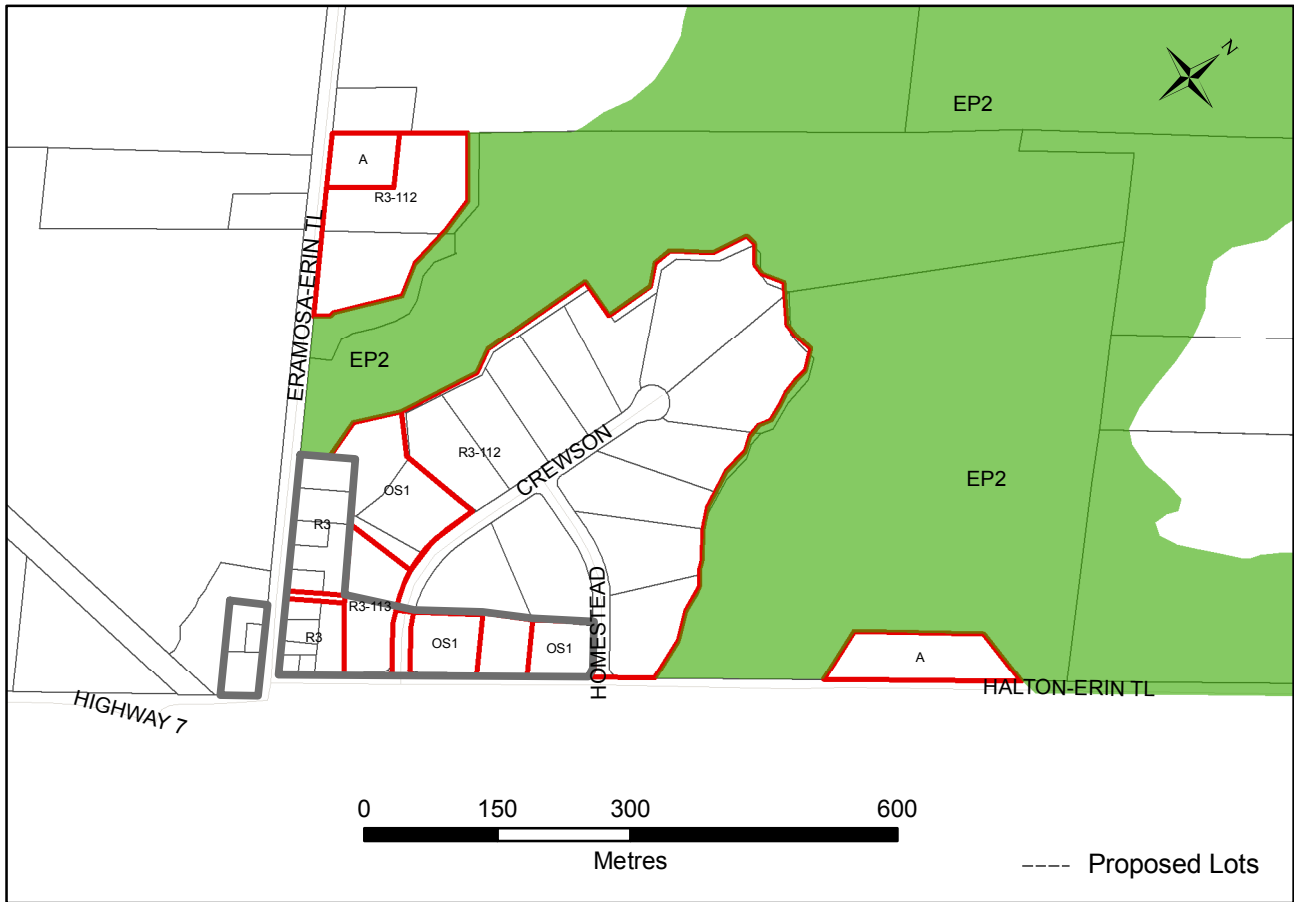 N
EP2
A
R3-112
ERAMOSA-ERIN TL
EP2
R3-112
CREWSON
OS1
EP2
R3
HOMESTEAD
R3-113
R3
OS1
OS1
A
HALTON-ERIN TL
HIGHWAY 7
0 150 300 600
Metres
Proposed Lots